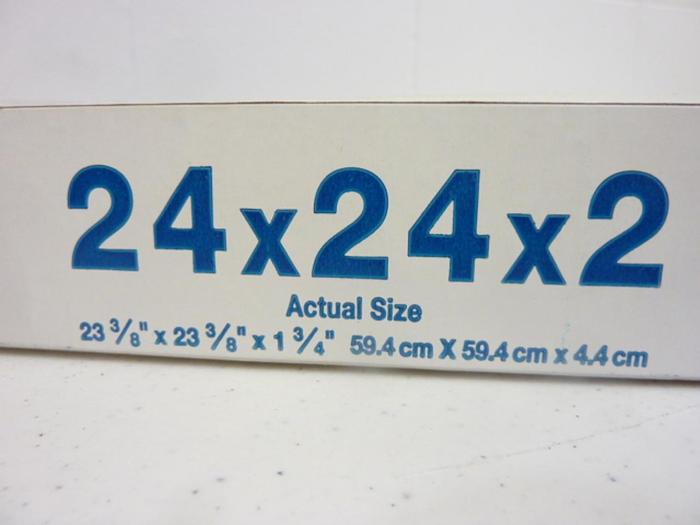 24x24x2
Actual Size
23 3/8" x 23 3/8" x 1 3/4" 59.4 cm X 59.4 cm x 4.4 cm